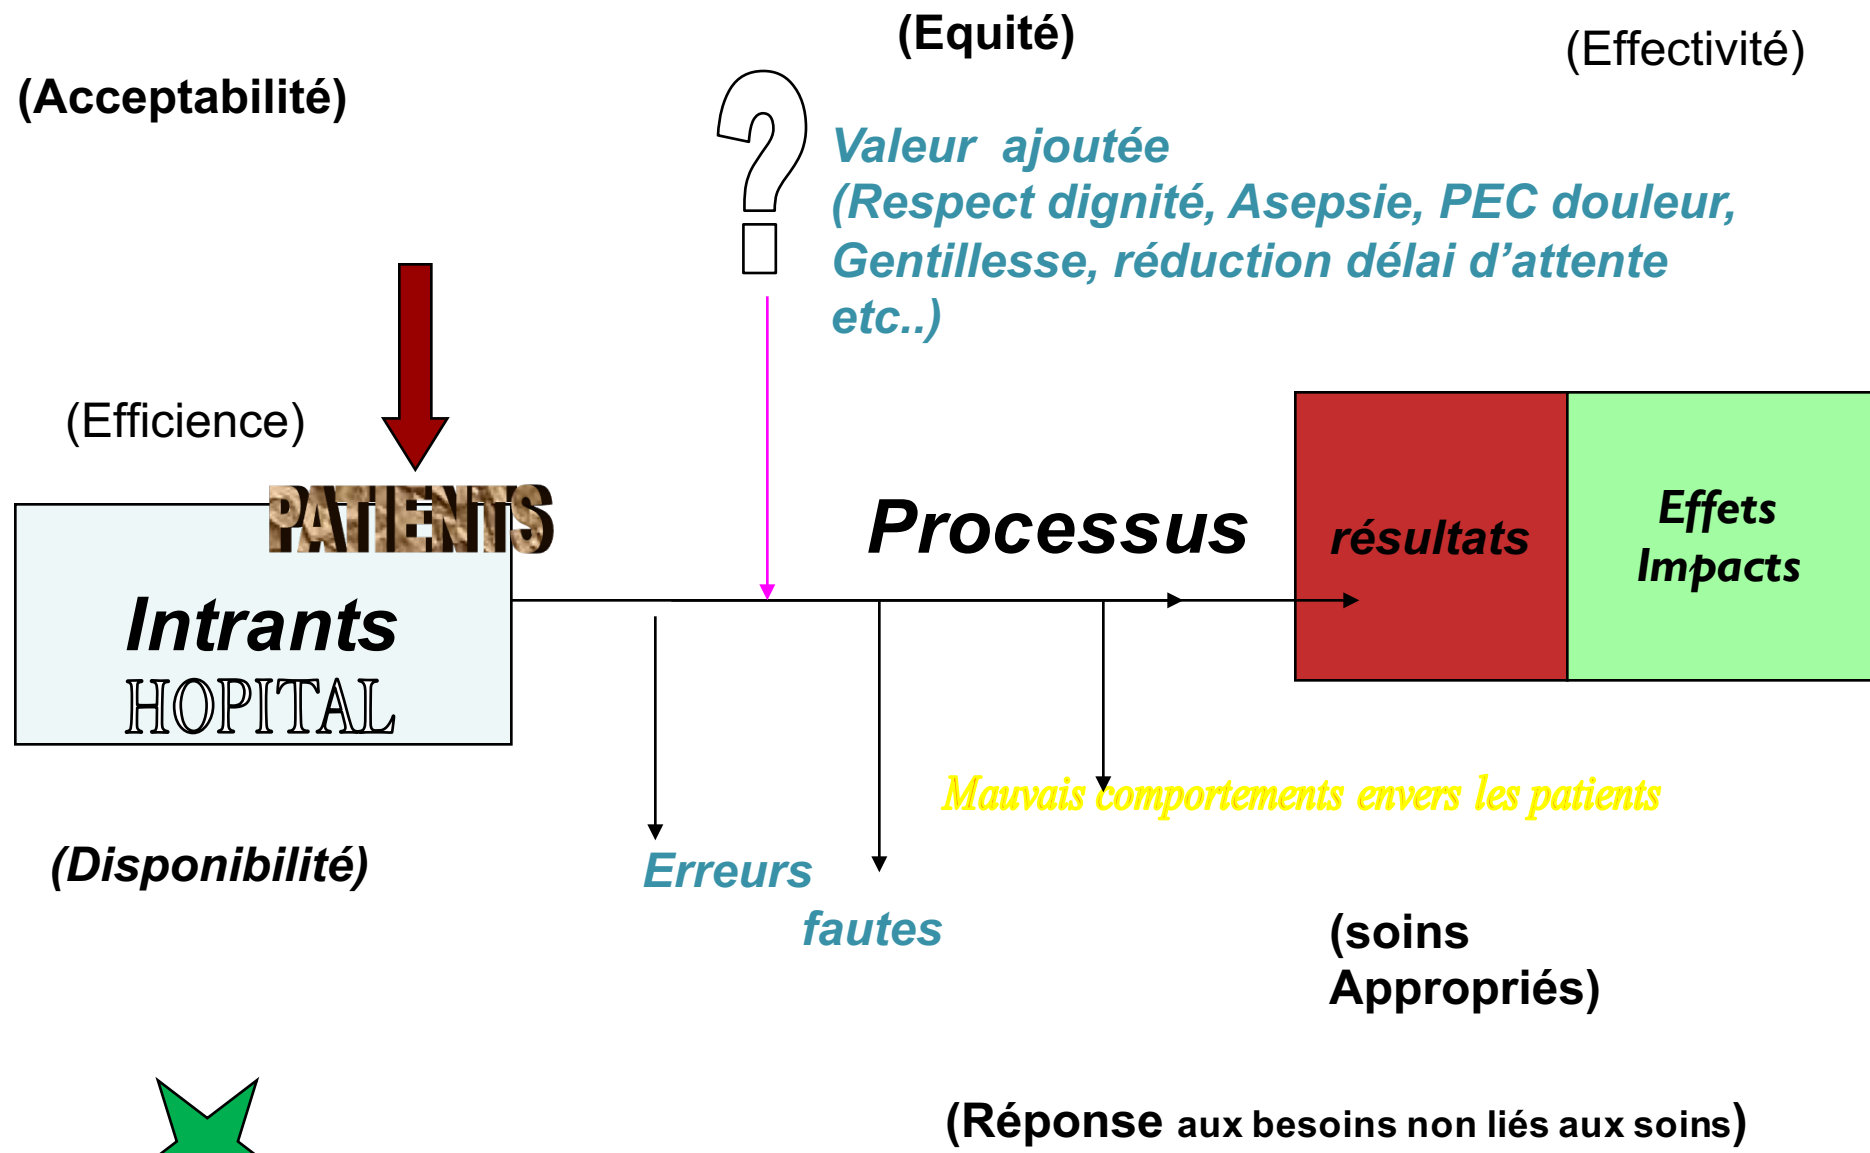 (Equité)
(Effectivité)
(Acceptabilité)
?
Valeur ajoutée
(Respect dignité, Asepsie, PEC douleur,
Gentillesse, réduction délai d’attente
etc..)
(Efficience)
PATIENTS
Processus
résultats
Effets
Impacts
Intrants
HOPITAL
Mauvais comportements envers les patients
(Disponibilité)
Erreurs
fautes
(soins
Appropriés)
(Réponse aux besoins non liés aux soins)